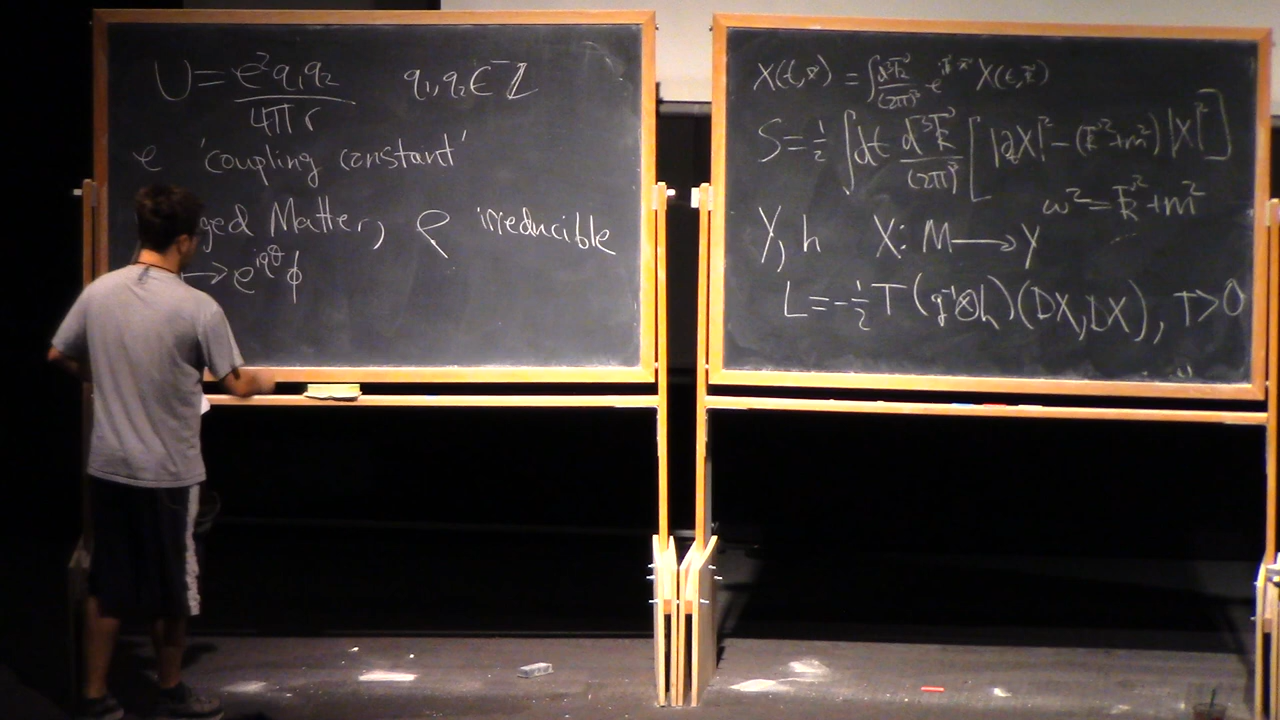 U = e²q₁q₂/4πr q₁,q₂ ∈ ℤ
e 'coupling constant'
ged Matter, ρ irreducible
→ e^{iqθ} ϕ
X(t,x⃗) = ∫ d³k⃗/(2π)³ e^{ik⃗·x⃗} X(t,k⃗)
S = ½ ∫dt d³k⃗/(2π)³ [ |∂ₜX|² − (k⃗²+m²) |X|² ]
ω² = k⃗² + m²
Y, h X: M → Y
L = −½ T (g⁻¹⊗h)(DX, DX), T > 0